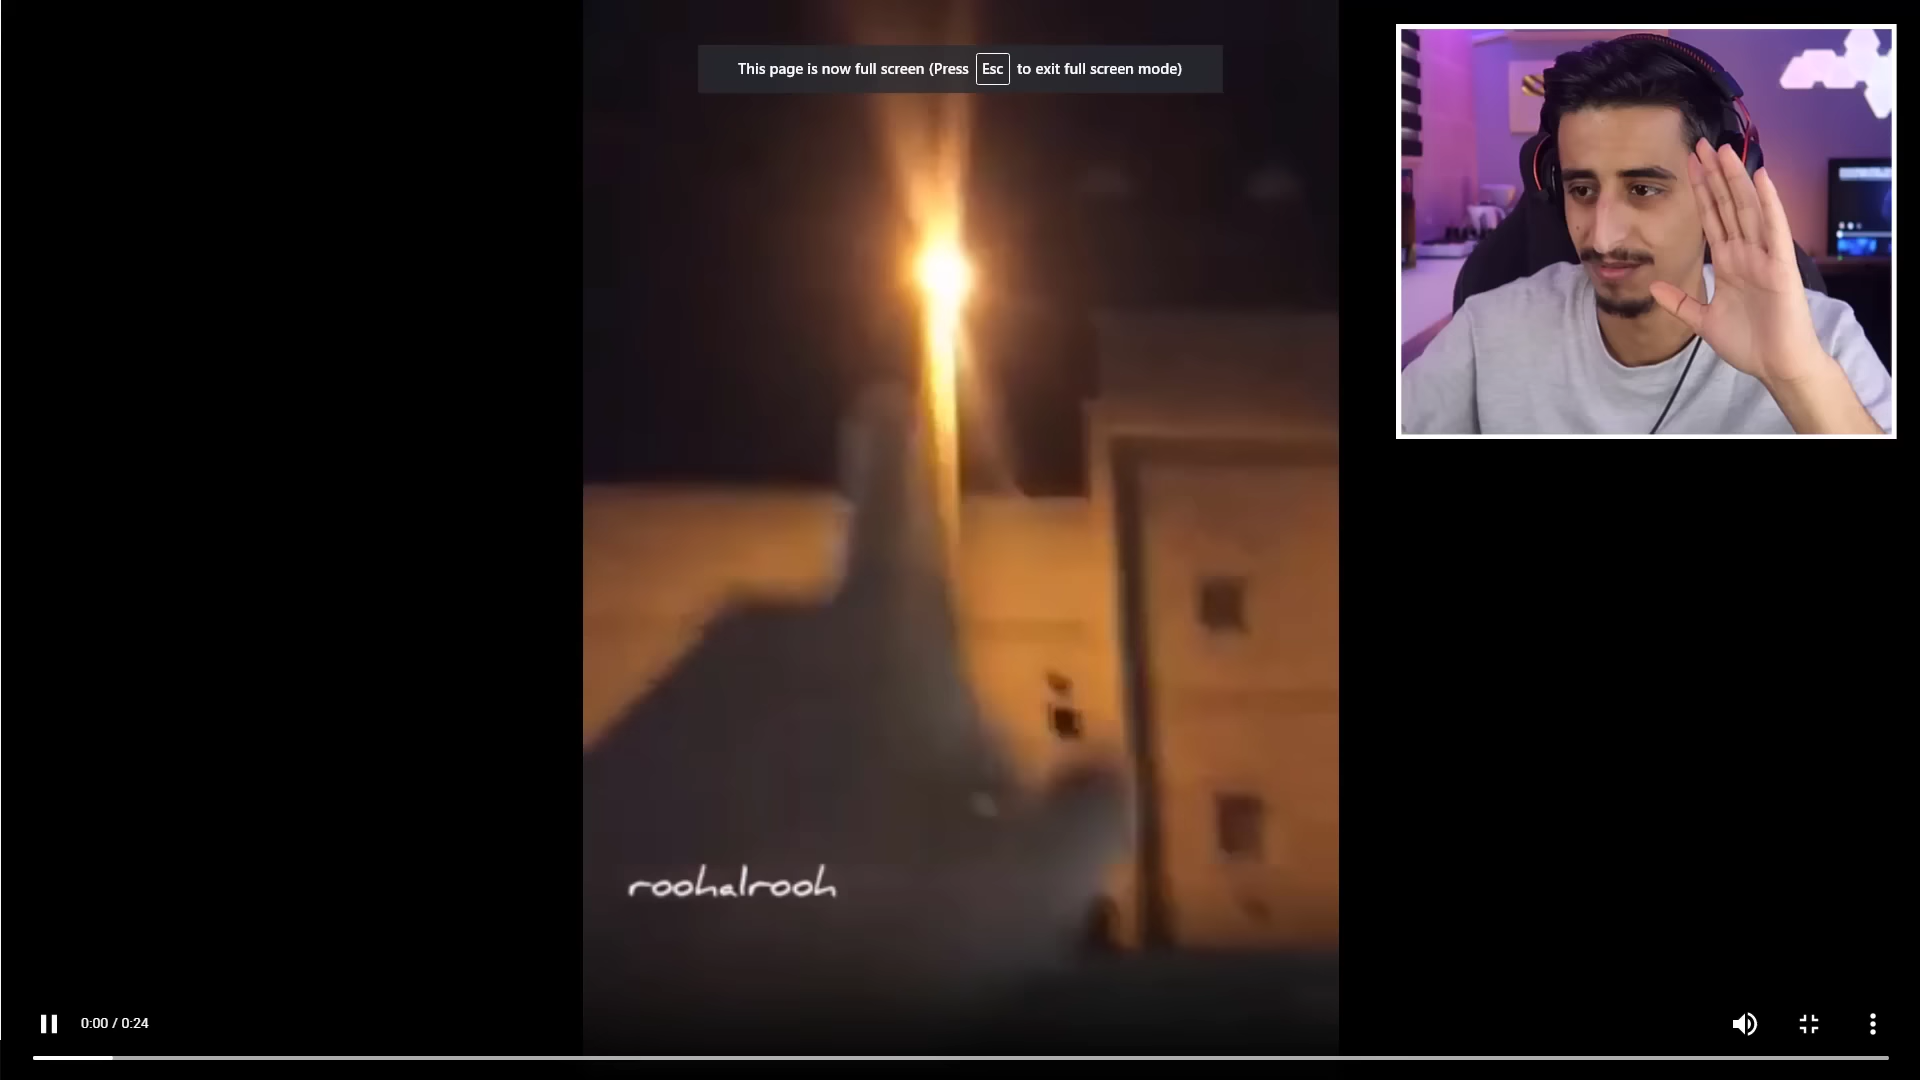 This page is now full screen (Press Esc to exit full screen mode)
roohalrooh
0:00 / 0:24